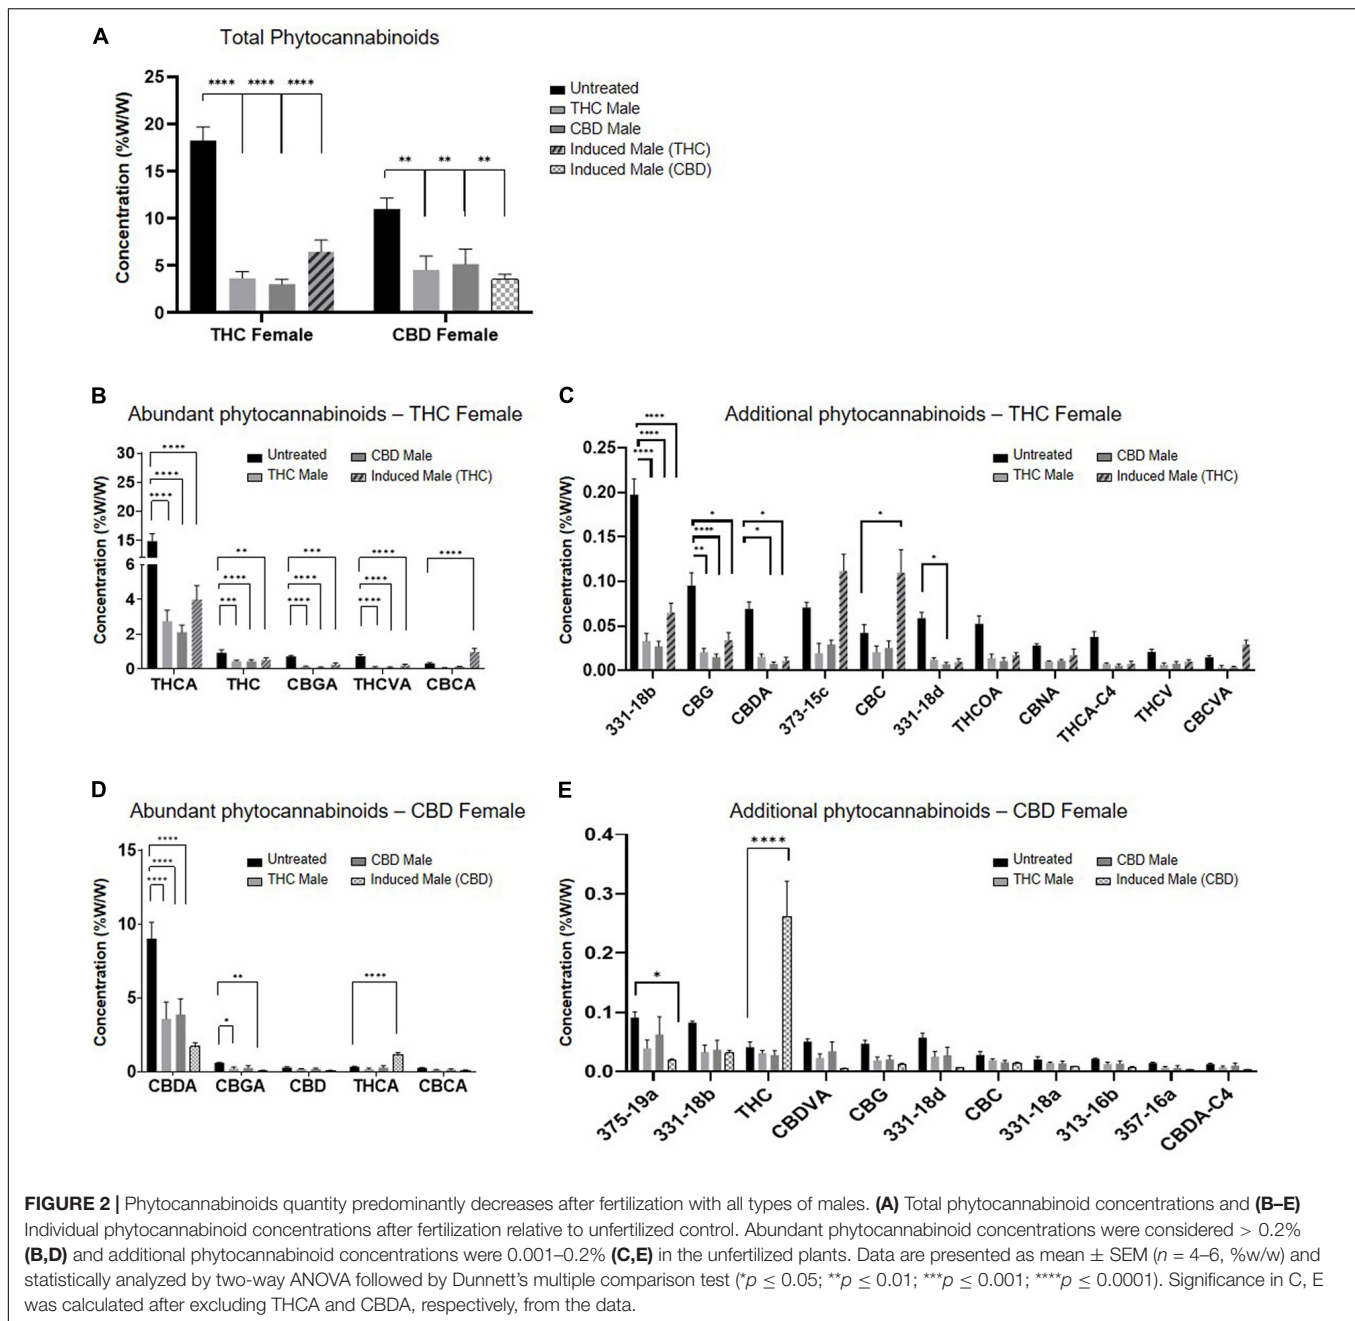 A
Total Phytocannabinoids
Concentration (%W/W)
25
20
15
10
5
0
**** **** ****
** ** **
THC Female
CBD Female
Untreated
THC Male
CBD Male
Induced Male (THC)
Induced Male (CBD)
B
Abundant phytocannabinoids – THC Female
Concentration (%W/W)
30
25
20
15
10
6
4
2
0
Untreated
THC Male
CBD Male
Induced Male (THC)
****
****
****
**
****
***
***
****
****
****
****
****
****
THCA
THC
CBGA
THCVA
CBCA
C
Additional phytocannabinoids – THC Female
Concentration (%W/W)
0.25
0.20
0.15
0.10
0.05
0.00
Untreated
THC Male
CBD Male
Induced Male (THC)
****
****
****
*
****
**
*
*
*
*
331-18b
CBG
CBDA
373-15c
CBC
331-18d
THCOA
CBNA
THCA-C4
THCV
CBCVA
D
Abundant phytocannabinoids – CBD Female
Concentration (%W/W)
15
10
5
0
Untreated
THC Male
CBD Male
Induced Male (CBD)
****
****
****
**
*
****
CBDA
CBGA
CBD
THCA
CBCA
E
Additional phytocannabinoids – CBD Female
Concentration (%W/W)
0.4
0.3
0.2
0.1
0.0
Untreated
THC Male
CBD Male
Induced Male (CBD)
*
****
375-19a
331-18b
THC
CBDVA
CBG
331-18d
CBC
331-18a
313-16b
357-16a
CBDA-C4
FIGURE 2 | Phytocannabinoids quantity predominantly decreases after fertilization with all types of males. (A) Total phytocannabinoid concentrations and (B–E)
Individual phytocannabinoid concentrations after fertilization relative to unfertilized control. Abundant phytocannabinoid concentrations were considered > 0.2%
(B,D) and additional phytocannabinoid concentrations were 0.001–0.2% (C,E) in the unfertilized plants. Data are presented as mean ± SEM (n = 4–6, %w/w) and
statistically analyzed by two-way ANOVA followed by Dunnett's multiple comparison test (*p ≤ 0.05; **p ≤ 0.01; ***p ≤ 0.001; ****p ≤ 0.0001). Significance in C, E
was calculated after excluding THCA and CBDA, respectively, from the data.